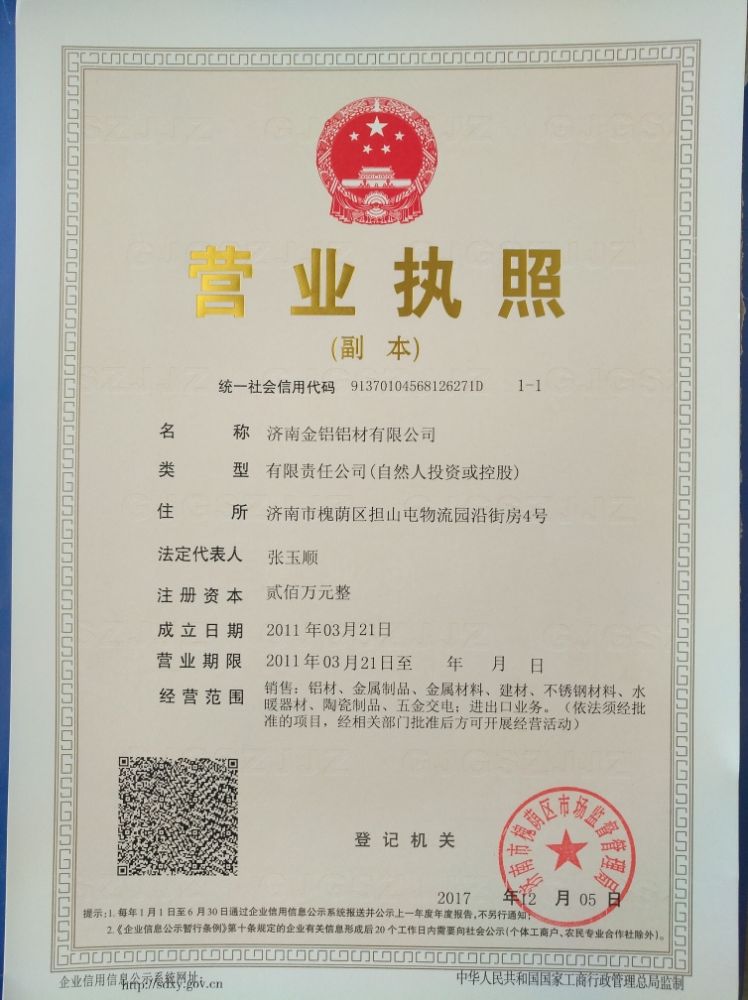 营业执照
(副 本)
统一社会信用代码 91370104568126271D 1-1
名 称 济南金铝铝材有限公司
类 型 有限责任公司(自然人投资或控股)
住 所 济南市槐荫区担山屯物流园沿街房4号
法定代表人 张玉顺
注 册 资 本 贰佰万元整
成 立 日 期 2011年03月21日
营 业 期 限 2011年03月21日至 年 月 日
经 营 范 围 销售：铝材、金属制品、金属材料、建材、不锈钢材料、水
暖器材、陶瓷制品、五金交电；进出口业务。（依法须经批
准的项目，经相关部门批准后方可开展经营活动）
登 记 机 关
济南市槐荫区市场监督管理局
2017 年12 月 05 日
提示：1. 每年1月1日至6月30日通过企业信用信息公示系统报送并公示上一年度年度报告，不另行通知；
2.《企业信息公示暂行条例》第十条规定的企业有关信息形成后20个工作日内需要向社会公示（个体工商户、农民专业合作社除外）。
企业信用信息公示系统网址：
http://sdxy.gov.cn
中华人民共和国国家工商行政管理总局监制